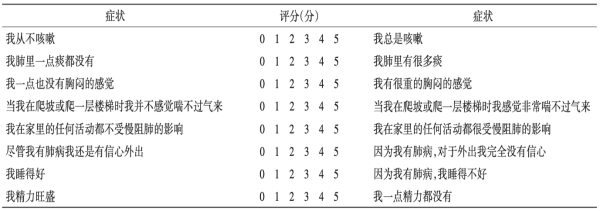 症状 评分(分) 症状
我从不咳嗽 0 1 2 3 4 5 我总是咳嗽
我肺里一点痰都没有 0 1 2 3 4 5 我肺里有很多痰
我一点也没有胸闷的感觉 0 1 2 3 4 5 我有很重的胸闷的感觉
当我在爬坡或爬一层楼梯时我并不感觉喘不过气来 0 1 2 3 4 5 当我在爬坡或爬一层楼梯时我感觉非常喘不过气来
我在家里的任何活动都不受慢阻肺的影响 0 1 2 3 4 5 我在家里的任何活动都很受慢阻肺的影响
尽管我有肺病我还是有信心外出 0 1 2 3 4 5 因为我有肺病,对于外出我完全没有信心
我睡得好 0 1 2 3 4 5 因为我有肺病,我睡得不好
我精力旺盛 0 1 2 3 4 5 我一点精力都没有